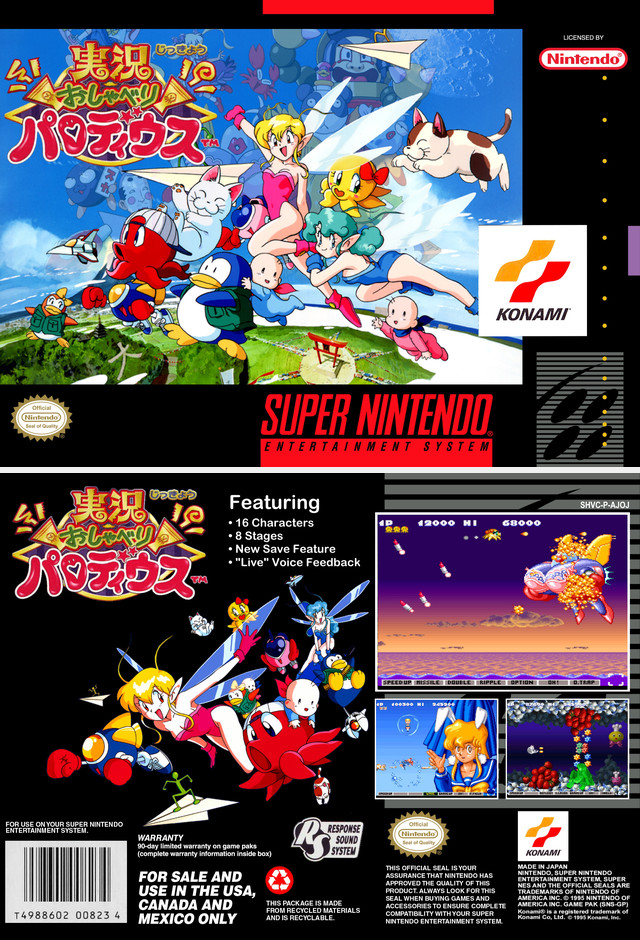 LICENSED BY
Nintendo
実況
じっきょう
おしゃべり
パロディウス
TM
KONAMI
Official
Nintendo
Seal of Quality
SUPER NINTENDO
ENTERTAINMENT SYSTEM
実況
じっきょう
おしゃべり
パロディウス
TM
Featuring
• 16 Characters
• 8 Stages
• New Save Feature
• "Live" Voice Feedback
SHVC-P-AJOJ
1P 12000 HI 68000
SPEED UP MISSILE DOUBLE RIPPLE OPTION OH! D.TRAP
FOR USE ON YOUR SUPER NINTENDO
ENTERTAINMENT SYSTEM.
T4988602 00823 4
WARRANTY
90-day limited warranty on game paks
(complete warranty information inside box)
FOR SALE AND
USE IN THE USA,
CANADA AND
MEXICO ONLY
RS RESPONSE
SOUND
SYSTEM
THIS PACKAGE IS MADE
FROM RECYCLED MATERIALS
AND IS RECYCLABLE.
Official
Nintendo
Seal of Quality
THIS OFFICIAL SEAL IS YOUR
ASSURANCE THAT NINTENDO HAS
APPROVED THE QUALITY OF THIS
PRODUCT. ALWAYS LOOK FOR THIS
SEAL WHEN BUYING GAMES AND
ACCESSORIES TO ENSURE COMPLETE
COMPATIBILITY WITH YOUR SUPER
NINTENDO ENTERTAINMENT SYSTEM.
KONAMI
MADE IN JAPAN
NINTENDO, SUPER NINTENDO
ENTERTAINMENT SYSTEM, SUPER
NES AND THE OFFICIAL SEALS ARE
TRADEMARKS OF NINTENDO OF
AMERICA INC. © 1995 NINTENDO OF
AMERICA INC. GAME PAK (SNS-GP)
Konami® is a registered trademark of
Konami Co., Ltd. © 1995 Konami, Inc.